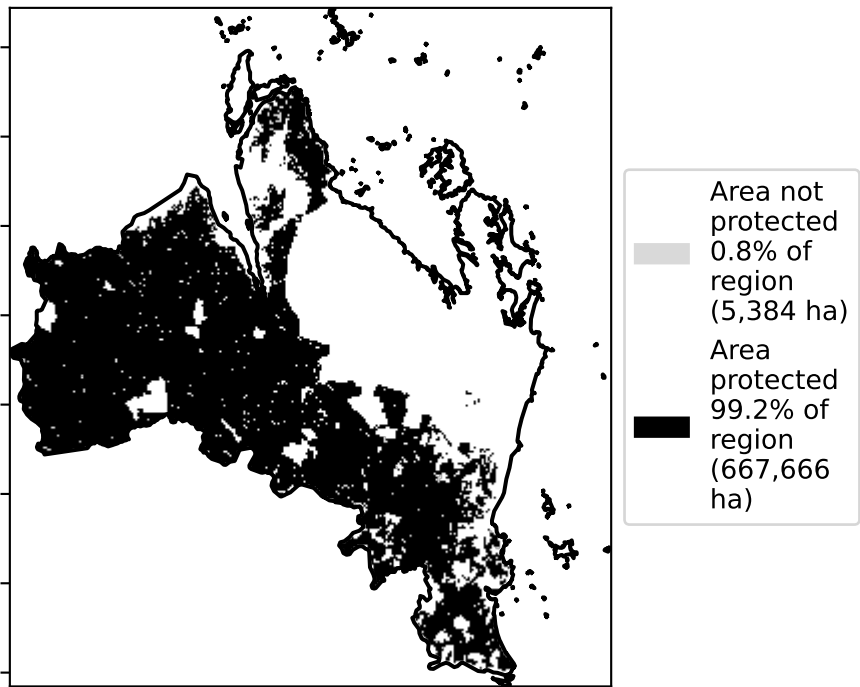 Area not
protected
0.8% of
region
(5,384 ha)
Area
protected
99.2% of
region
(667,666
ha)